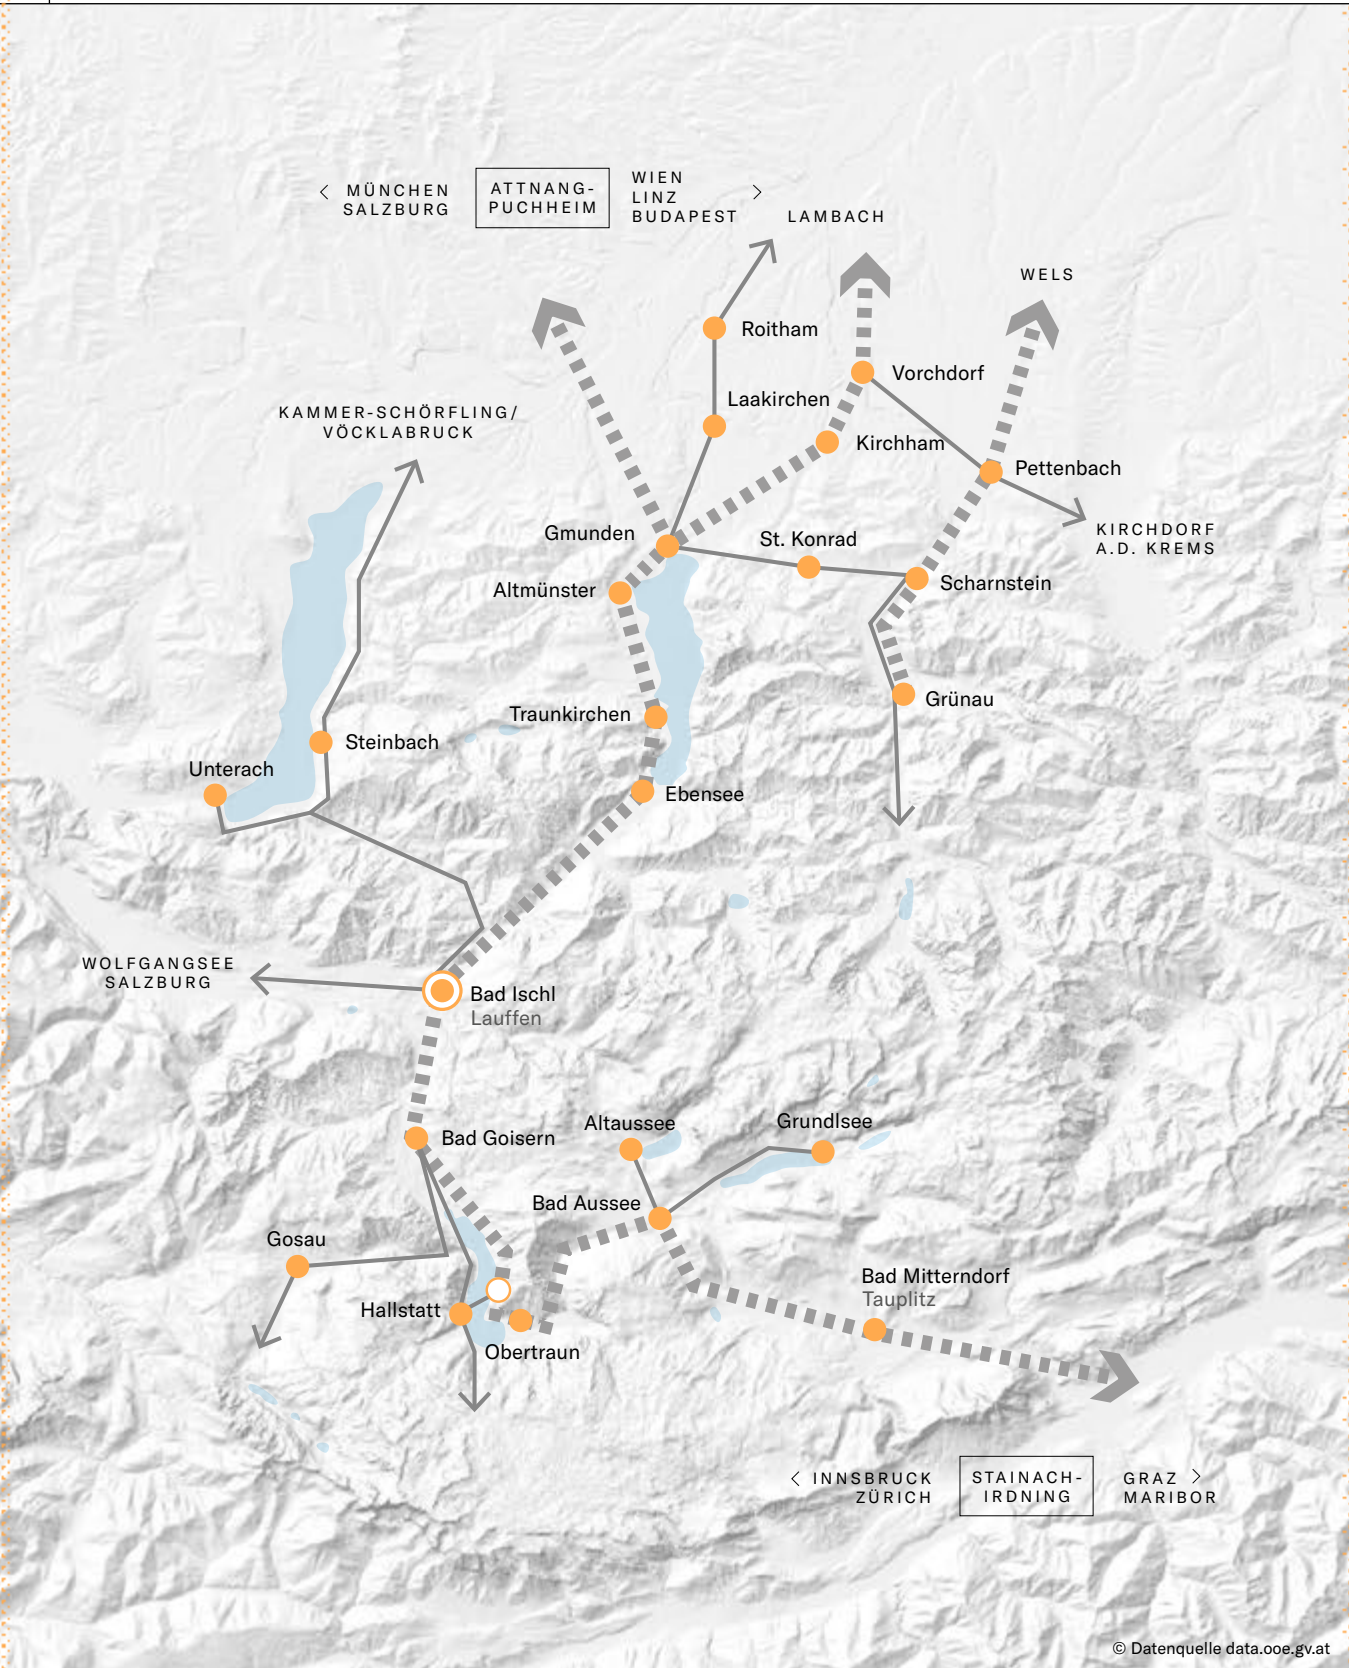 MÜNCHEN
SALZBURG
ATTNANG-
PUCHHEIM
WIEN
LINZ
BUDAPEST
LAMBACH
WELS
Roitham
Vorchdorf
Laakirchen
KAMMER-SCHÖRFLING/
VÖCKLABRUCK
Kirchham
Pettenbach
KIRCHDORF
A.D. KREMS
Gmunden
St. Konrad
Altmünster
Scharnstein
Grünau
Traunkirchen
Steinbach
Unterach
Ebensee
WOLFGANGSEE
SALZBURG
Bad Ischl
Lauffen
Altaussee
Grundlsee
Bad Goisern
Bad Aussee
Gosau
Bad Mitterndorf
Tauplitz
Hallstatt
Obertraun
INNSBRUCK
ZÜRICH
STAINACH-
IRDNING
GRAZ
MARIBOR
© Datenquelle data.ooe.gv.at